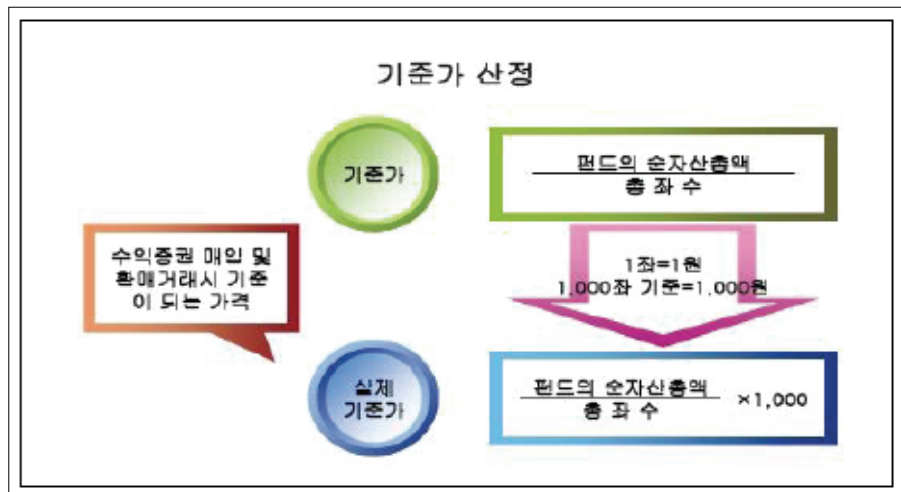 기준가 산정
기준가
펀드의 순자산총액
총 좌 수
수익증권 매입 및
환매거래시 기준
이 되는 가격
1좌=1원
1,000좌 기준=1,000원
실제
기준가
펀드의 순자산총액
총 좌 수
×1,000